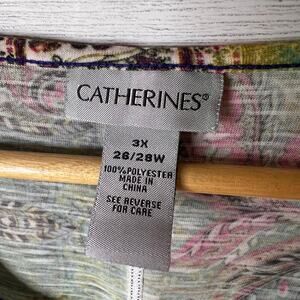 CATHERINES®
3X
26/28W
100% POLYESTER
MADE IN
CHINA
SEE REVERSE
FOR CARE